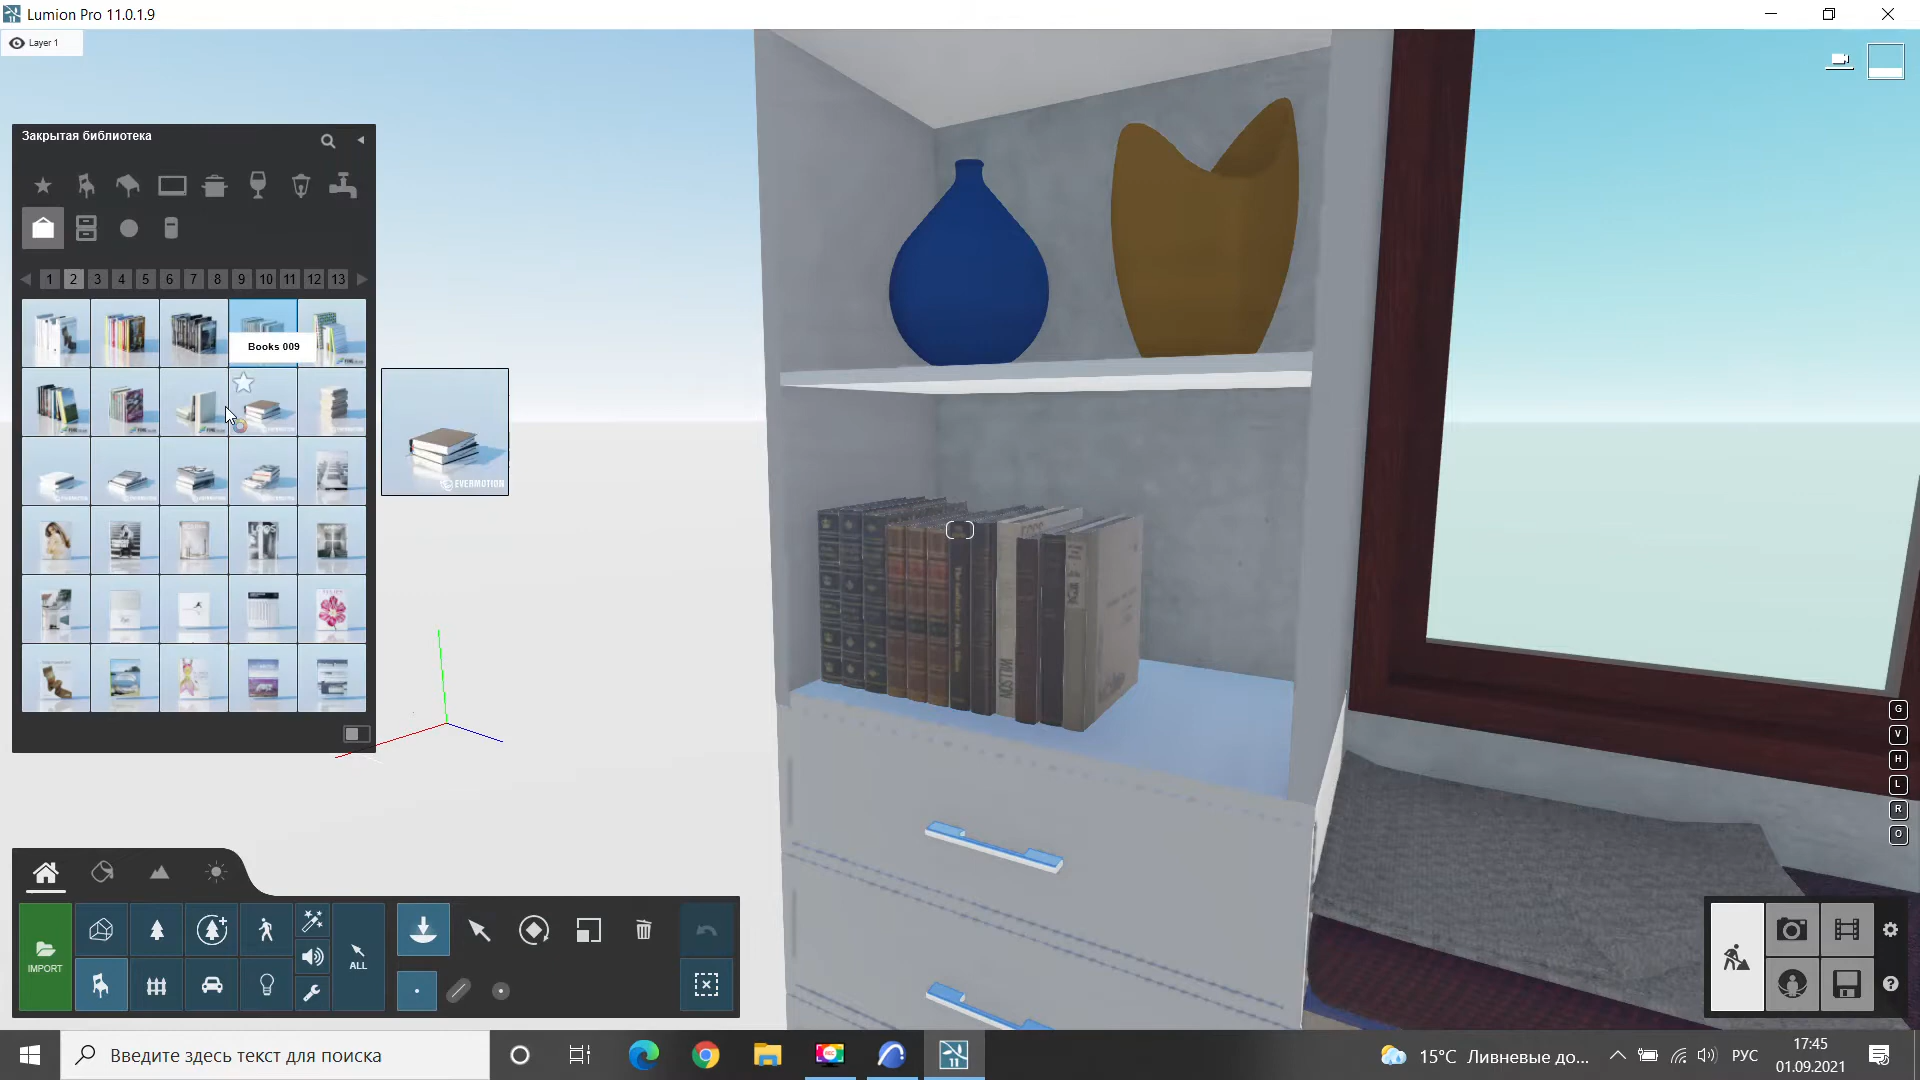 Lumion Pro 11.0.1.9
Layer 1
Закрытая библиотека
1 2 3 4 5 6 7 8 9 10 11 12 13
Books 009
EVERMOTION
G
V
H
L
R
O
IMPORT
ALL
Введите здесь текст для поиска
15°C Ливневые до...
РУС
17:45
01.09.2021